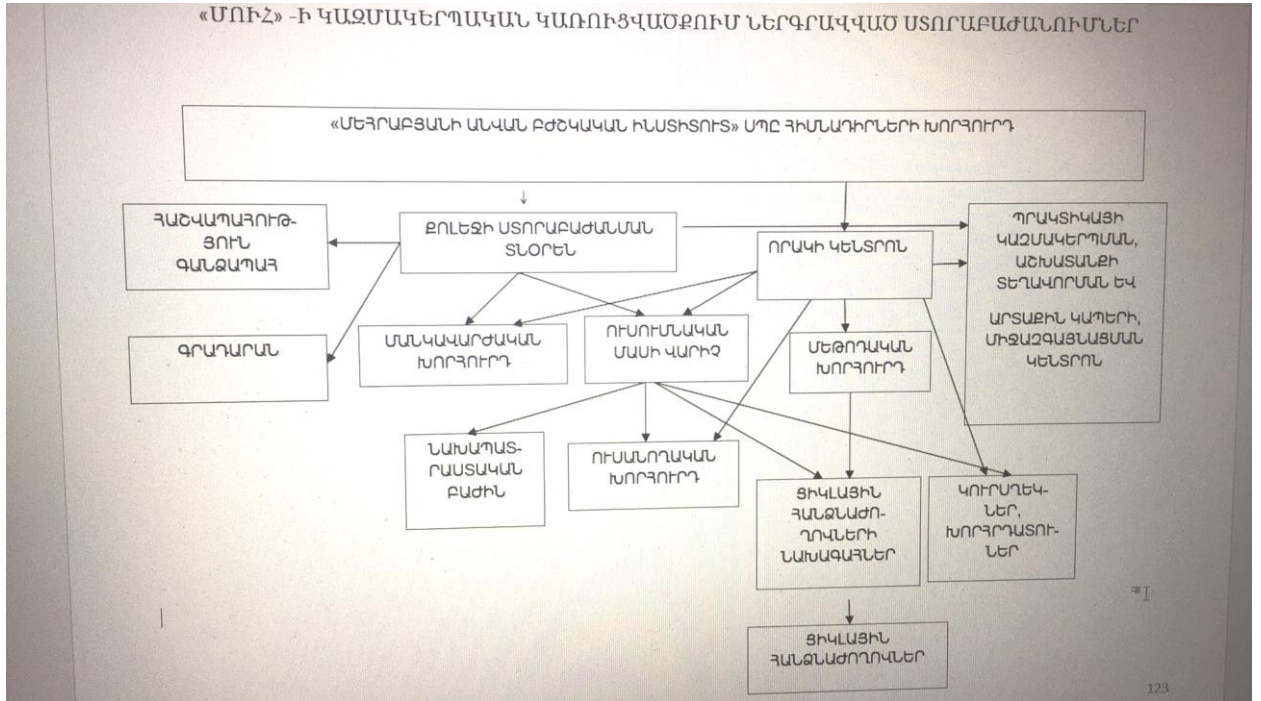 «ՄՈՒՀ» -Ի ԿԱԶՄԱԿԵՐՊԱԿԱՆ ԿԱՌՈՒՑՎԱԾՔՈՒՄ ՆԵՐԳՐԱՎՎԱԾ ՍՏՈՐԱԲԱԺԱՆՈՒՄՆԵՐ
«ՄԵՀՐԱԲՅԱՆԻ ԱՆՎԱՆ ԲԺՇԿԱԿԱՆ ԻՆՍՏԻՏՈՒՏ» ՍՊԸ ՀԻՄՆԱԴԻՐՆԵՐԻ ԽՈՐՀՈՒՐԴ
ՀԱՇՎԱՊԱՀՈՒԹ-
ՅՈՒՆ
ԳԱՆՁԱՊԱՀ
ՔՈԼԵՋԻ ՍՏՈՐԱԲԱԺԱՆՄԱՆ
ՏՆՕՐԵՆ
ՈՐԱԿԻ ԿԵՆՏՐՈՆ
ՊՐԱԿՏԻԿԱՅԻ
ԿԱԶՄԱԿԵՐՊՄԱՆ,
ԱՇԽԱՏԱՆՔԻ
ՏԵՂԱՎՈՐՄԱՆ ԵՎ
ԱՐՏԱՔԻՆ ԿԱՊԵՐԻ,
ՄԻՋԱԶԳԱՅՆԱՑՄԱՆ
ԿԵՆՏՐՈՆ
ԳՐԱԴԱՐԱՆ
ՄԱՆԿԱՎԱՐԺԱԿԱՆ
ԽՈՐՀՈՒՐԴ
ՈՒՍՈՒՄՆԱԿԱՆ
ՄԱՍԻ ՎԱՐԻՉ
ՄԵԹՈԴԱԿԱՆ
ԽՈՐՀՈՒՐԴ
ՆԱԽԱՊԱՏ-
ՐԱՍՏԱԿԱՆ
ԲԱԺԻՆ
ՈՒՍԱՆՈՂԱԿԱՆ
ԽՈՐՀՈՒՐԴ
ՑԻԿԼԱՅԻՆ
ՀԱՆՁՆԱԺՈ-
ՂՈՎՆԵՐԻ
ՆԱԽԱԳԱՀՆԵՐ
ԿՈՒՐՍՂԵԿ-
ՆԵՐ,
ԽՈՐՀՐԴԱՏՈՒ-
ՆԵՐ
ՑԻԿԼԱՅԻՆ
ՀԱՆՁՆԱԺՈՂՈՎՆԵՐ
123